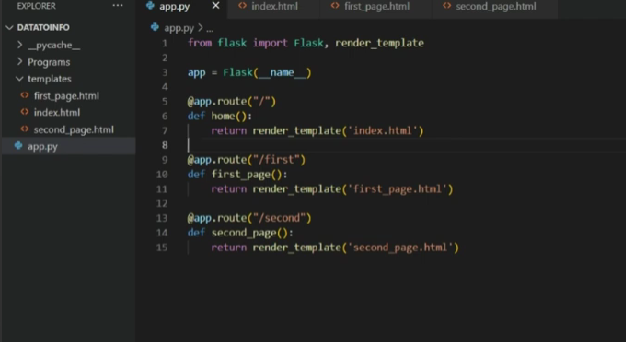 EXPLORER ...
DATATOINFO
> __pycache__
> Programs
templates
<> first_page.html
<> index.html
<> second_page.html
app.py
app.py X <> index.html <> first_page.html <> second_page.html
app.py > ...
1 from flask import Flask, render_template
2
3 app = Flask(__name__)
4
5 @app.route("/")
6 def home():
7 return render_template('index.html')
8
9 @app.route("/first")
10 def first_page():
11 return render_template('first_page.html')
12
13 @app.route("/second")
14 def second_page():
15 return render_template('second_page.html')